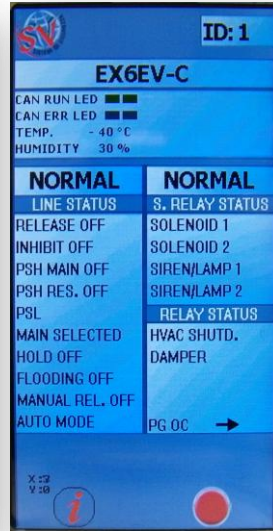 SV
ID: 1
EX6EV-C
CAN RUN LED
CAN ERR LED
TEMP. - 40 °C
HUMIDITY 30 %
NORMAL
LINE STATUS
RELEASE OFF
INHIBIT OFF
PSH MAIN OFF
PSH RES. OFF
PSL
MAIN SELECTED
HOLD OFF
FLOODING OFF
MANUAL REL. OFF
AUTO MODE
NORMAL
S. RELAY STATUS
SOLENOID 1
SOLENOID 2
SIREN/LAMP 1
SIREN/LAMP 2
RELAY STATUS
HVAC SHUTD.
DAMPER
PG OC →
X:3
Y:0
i